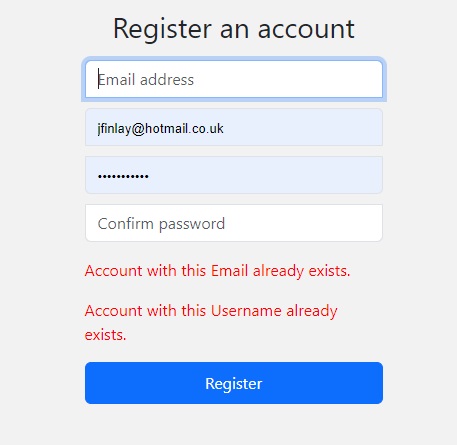 Register an account
Email address
jfinlay@hotmail.co.uk
•••••••••••
Confirm password
Account with this Email already exists.
Account with this Username already
exists.
Register